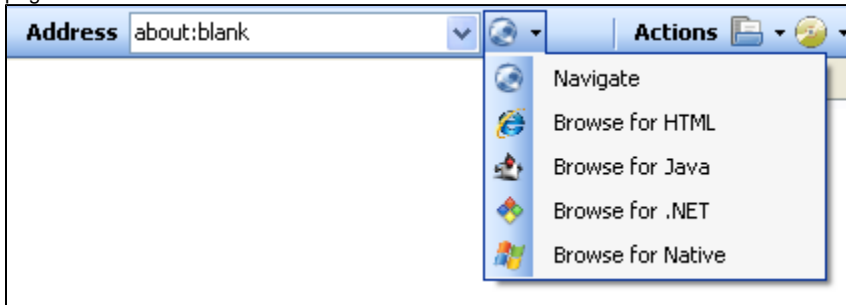 Address about:blank Actions
Navigate
Browse for HTML
Browse for Java
Browse for .NET
Browse for Native